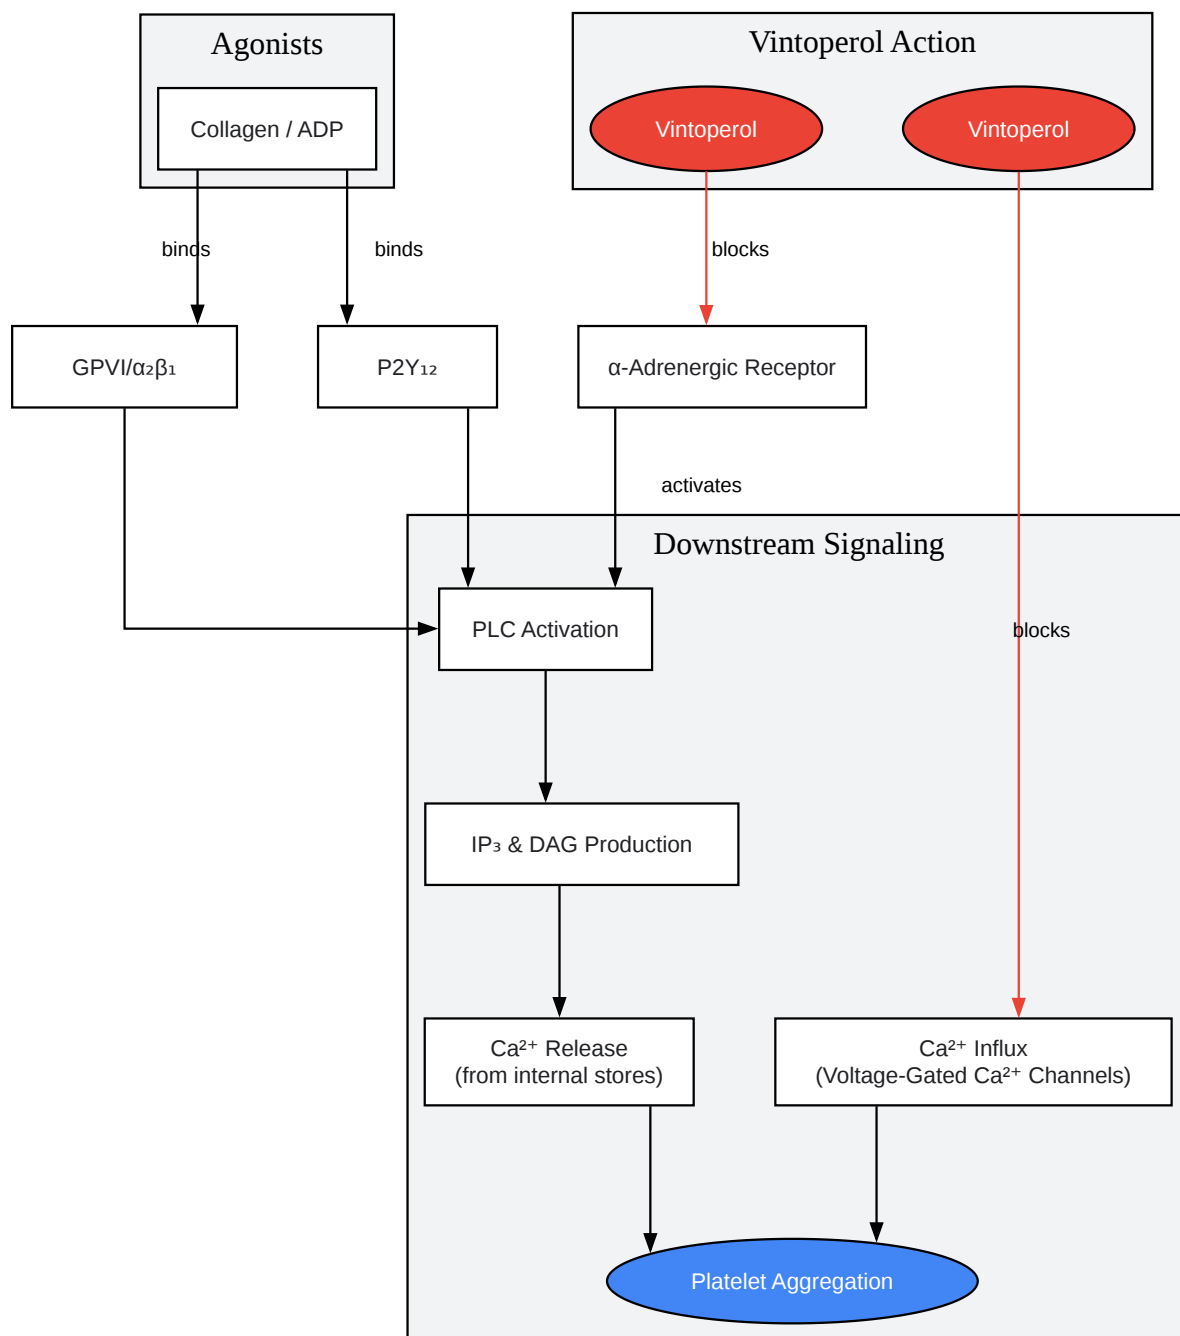 Agonists
Vintoperol Action
Collagen / ADP
Vintoperol
Vintoperol
binds
binds
blocks
GPVI/α₂β₁
P2Y₁₂
α-Adrenergic Receptor
activates
Downstream Signaling
PLC Activation
blocks
IP₃ & DAG Production
Ca²⁺ Release
(from internal stores)
Ca²⁺ Influx
(Voltage-Gated Ca²⁺ Channels)
Platelet Aggregation